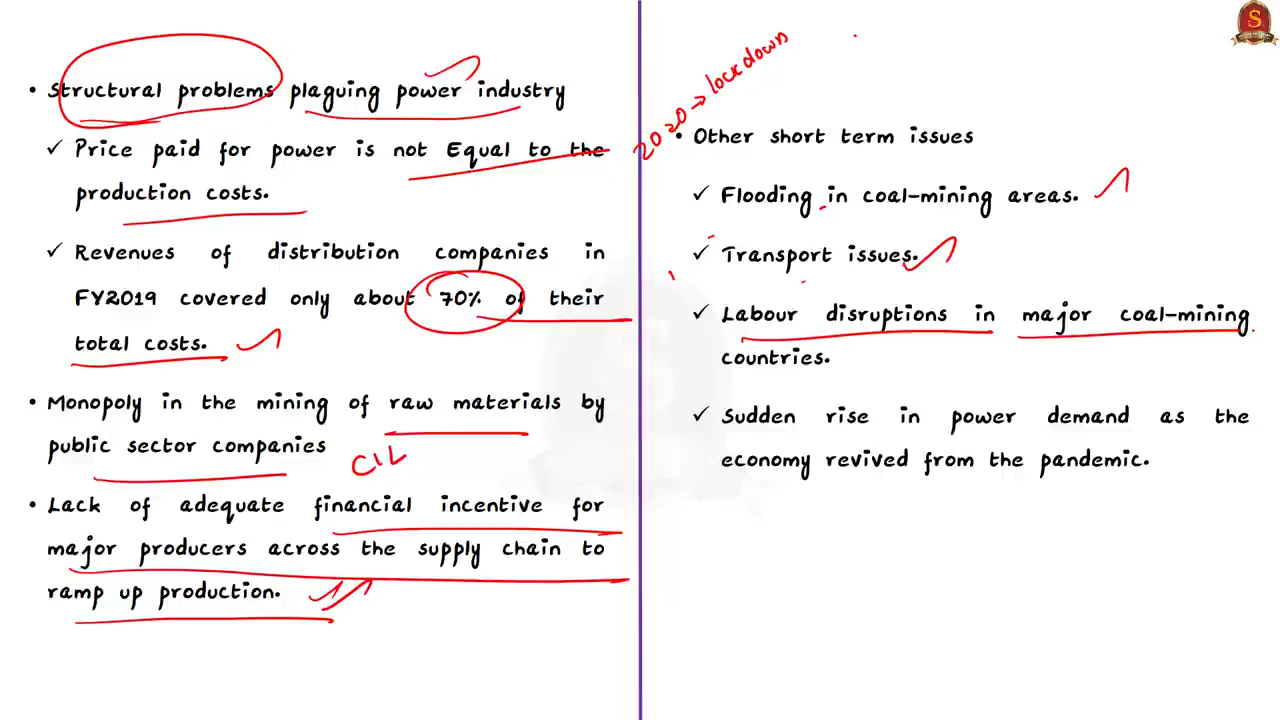 • Structural problems plaguing power industry
✓ Price paid for power is not Equal to the
production costs.
✓ Revenues of distribution companies in
FY2019 covered only about 70% of their
total costs.
• Monopoly in the mining of raw materials by
public sector companies
CIL
• Lack of adequate financial incentive for
major producers across the supply chain to
ramp up production.
2020 → lockdown
• Other short term issues
✓ Flooding in coal-mining areas.
✓ Transport issues.
✓ Labour disruptions in major coal-mining
countries.
✓ Sudden rise in power demand as the
economy revived from the pandemic.
S